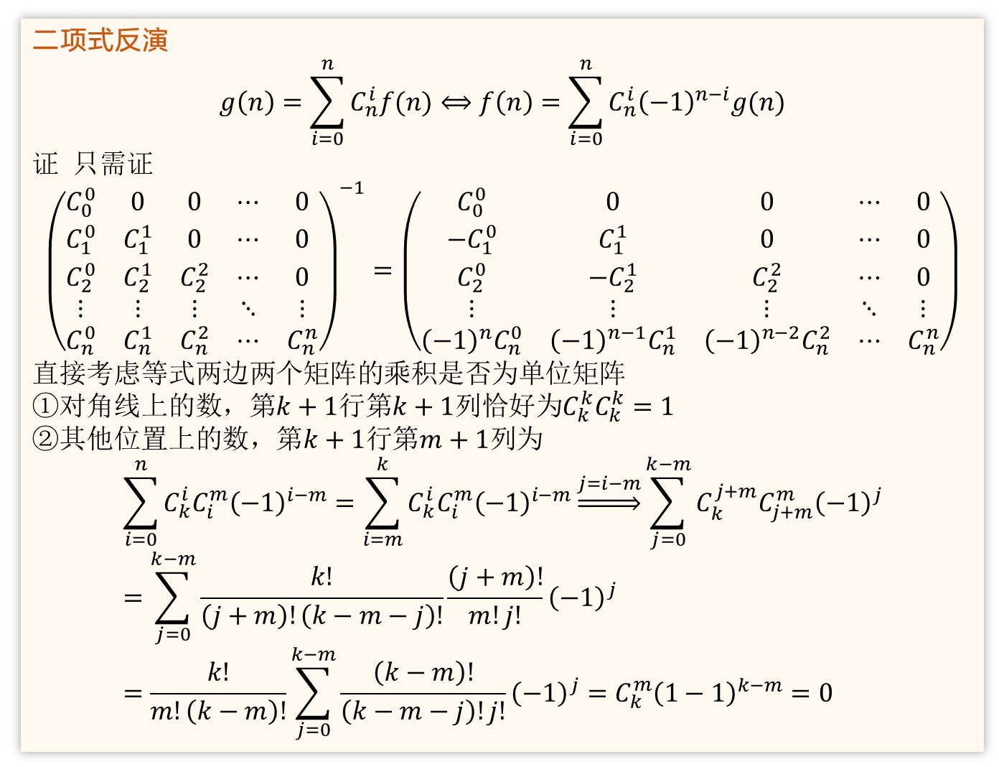 二项式反演
$$g(n)=\sum_{i=0}^{n}C_n^i f(n)\Leftrightarrow f(n)=\sum_{i=0}^{n}C_n^i(-1)^{n-i}g(n)$$
证 只需证
$$\begin{pmatrix}C_0^0&0&0&\cdots&0\\C_1^0&C_1^1&0&\cdots&0\\C_2^0&C_2^1&C_2^2&\cdots&0\\\vdots&\vdots&\vdots&\ddots&\vdots\\C_n^0&C_n^1&C_n^2&\cdots&C_n^n\end{pmatrix}^{-1}=\begin{pmatrix}C_0^0&0&0&\cdots&0\\-C_1^0&C_1^1&0&\cdots&0\\C_2^0&-C_2^1&C_2^2&\cdots&0\\\vdots&\vdots&\vdots&\ddots&\vdots\\(-1)^nC_n^0&(-1)^{n-1}C_n^1&(-1)^{n-2}C_n^2&\cdots&C_n^n\end{pmatrix}$$
直接考虑等式两边两个矩阵的乘积是否为单位矩阵
①对角线上的数，第$k+1$行第$k+1$列恰好为$C_k^kC_k^k=1$
②其他位置上的数，第$k+1$行第$m+1$列为
$$\sum_{i=0}^{n}C_k^iC_i^m(-1)^{i-m}=\sum_{i=m}^{k}C_k^iC_i^m(-1)^{i-m}\xRightarrow{j=i-m}\sum_{j=0}^{k-m}C_k^{j+m}C_{j+m}^m(-1)^j$$
$$=\sum_{j=0}^{k-m}\frac{k!}{(j+m)!(k-m-j)!}\frac{(j+m)!}{m!j!}(-1)^j$$
$$=\frac{k!}{m!(k-m)!}\sum_{j=0}^{k-m}\frac{(k-m)!}{(k-m-j)!j!}(-1)^j=C_k^m(1-1)^{k-m}=0$$